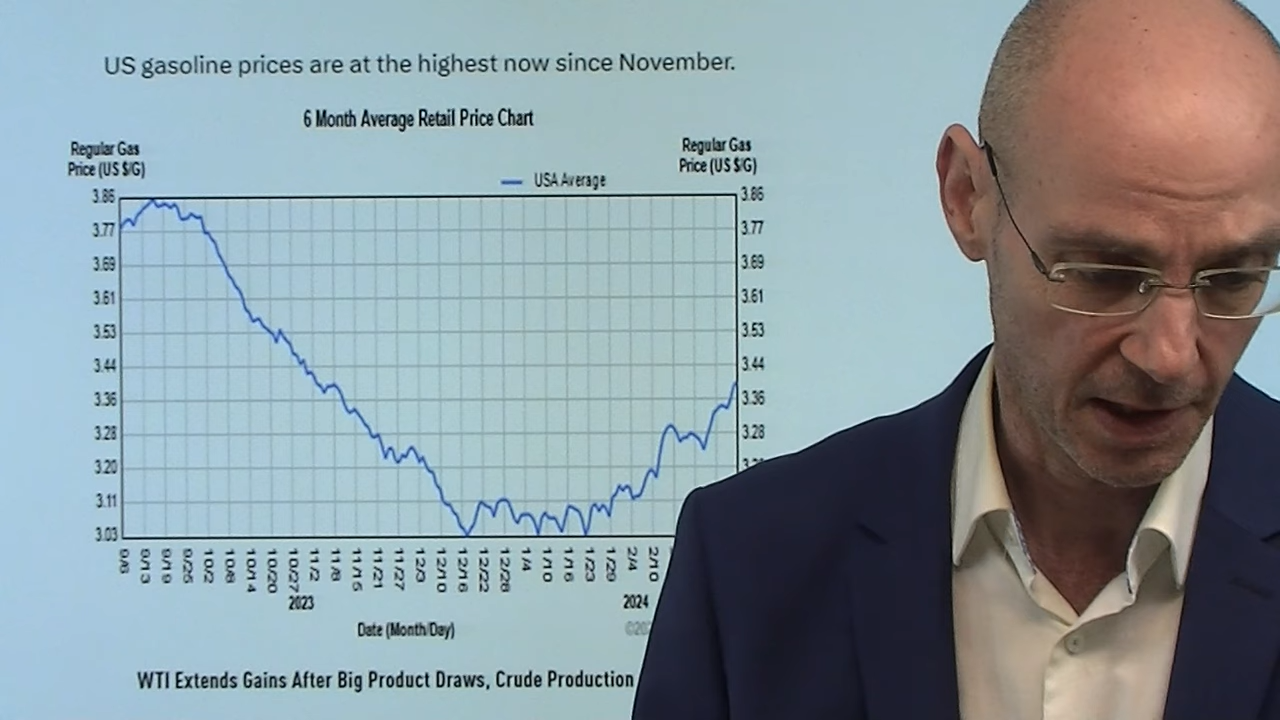 US gasoline prices are at the highest now since November.
6 Month Average Retail Price Chart
Regular Gas Price (US $/G)
Regular Gas Price (US $/G)
USA Average
3.86
3.77
3.69
3.61
3.53
3.44
3.36
3.28
3.20
3.11
3.03
3.86
3.77
3.69
3.61
3.53
3.44
3.36
3.28
9/6 9/13 9/19 9/25 10/2 10/8 10/14 10/20 10/27 11/2 11/8 11/15 11/21 11/27 12/3 12/10 12/16 12/22 12/28 1/4 1/10 1/16 1/23 1/29 2/4 2/10
2023 2024
Date (Month/Day)
WTI Extends Gains After Big Product Draws, Crude Production